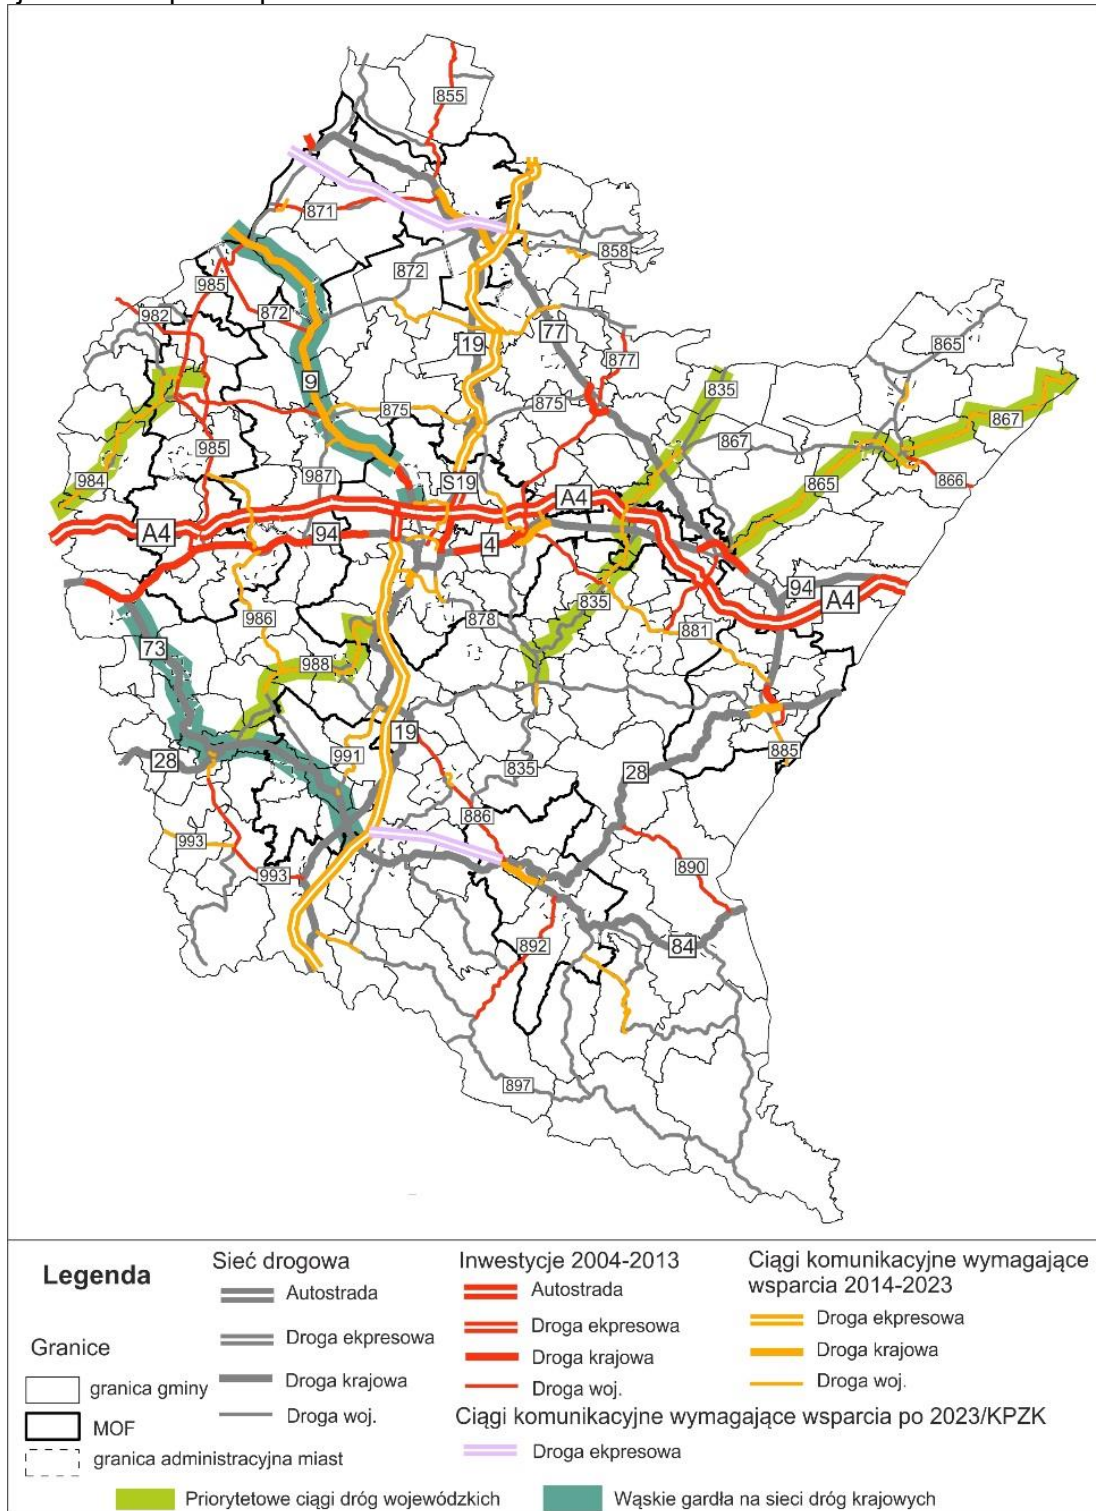 855
871
858
872
985
982
872
19
77
877
865
9
835
875
875
867
867
985
987
984
S19
A4
865
866
A4
94
4
94
A4
835
986
878
881
73
988
19
991
885
28
28
835
886
993
993
890
892
84
897
Legenda
Granice
granica gminy
MOF
granica administracyjna miast
Sieć drogowa
Autostrada
Droga ekpresowa
Droga krajowa
Droga woj.
Inwestycje 2004-2013
Autostrada
Droga ekpresowa
Droga krajowa
Droga woj.
Ciągi komunikacyjne wymagające
wsparcia 2014-2023
Droga ekpresowa
Droga krajowa
Droga woj.
Ciągi komunikacyjne wymagające wsparcia po 2023/KPZK
Droga ekpresowa
Priorytetowe ciągi dróg wojewódzkich
Wąskie gardła na sieci dróg krajowych